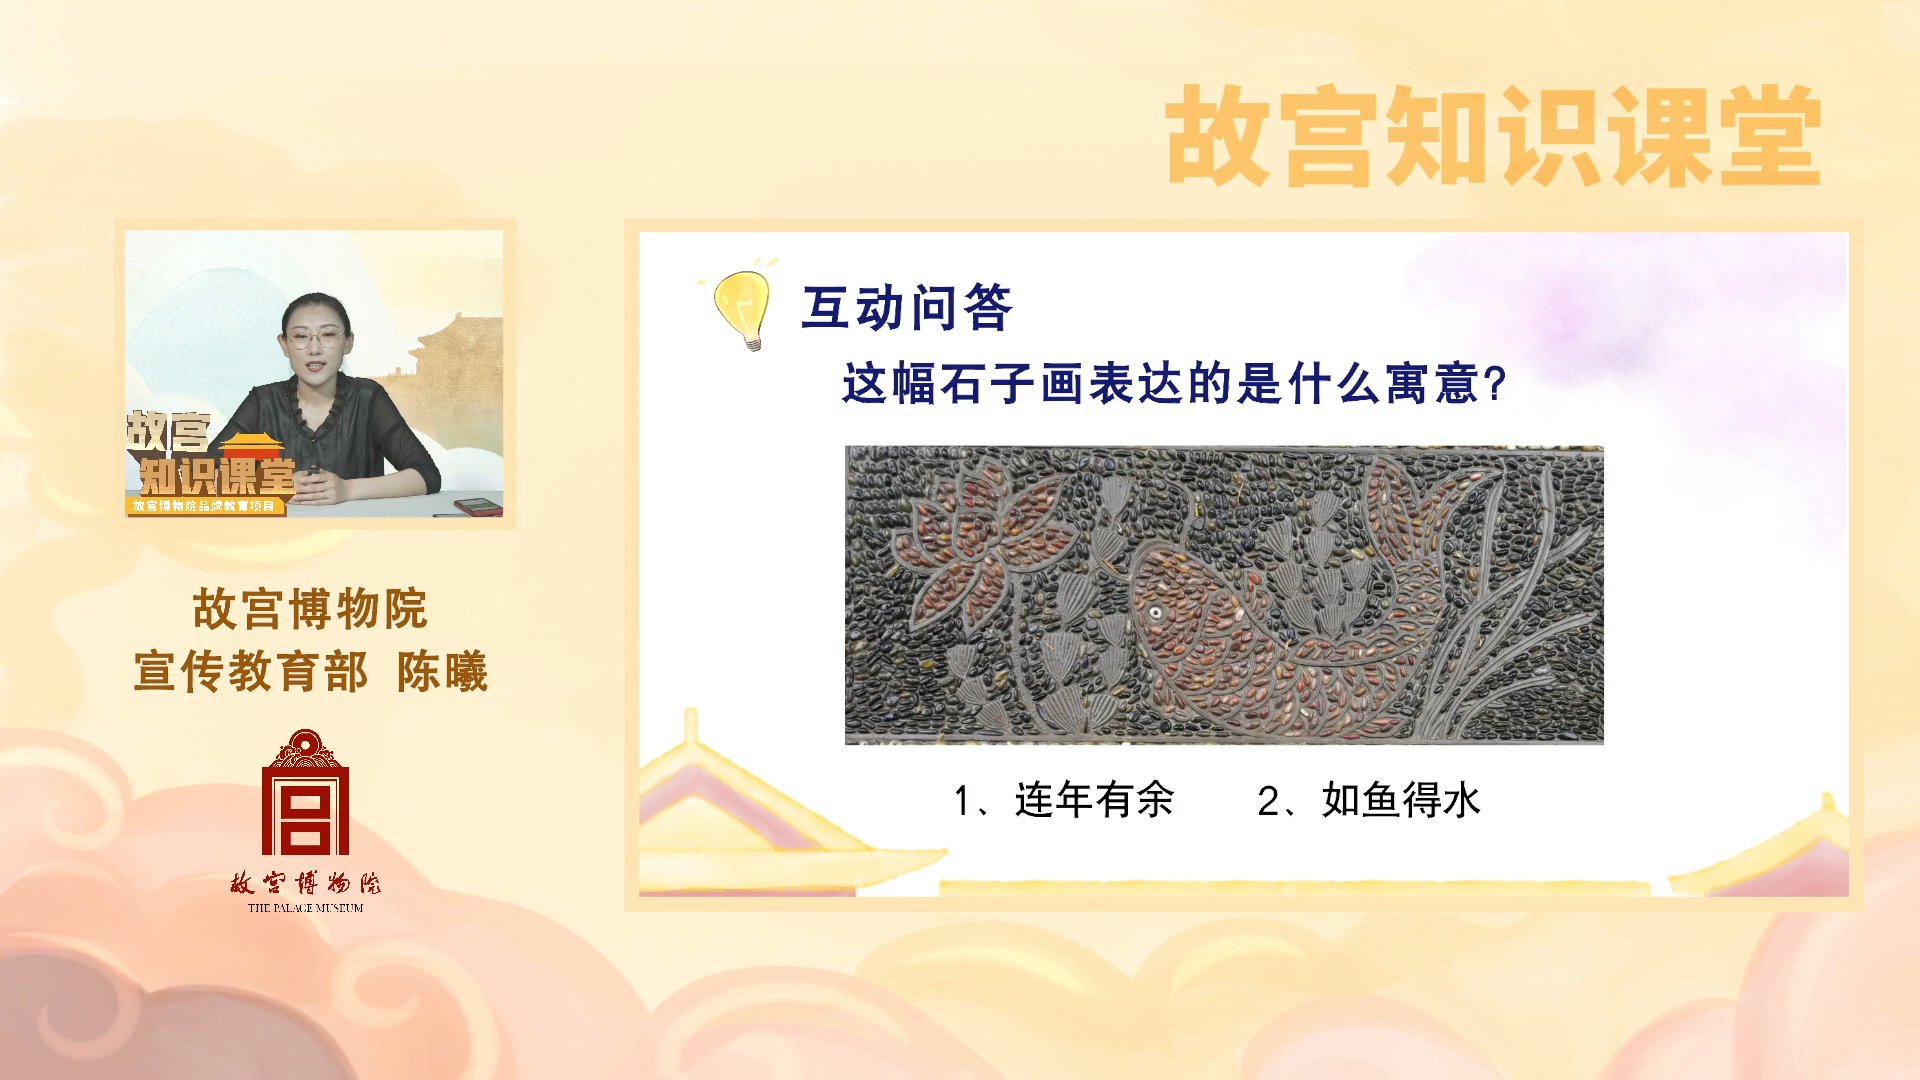 故宫知识课堂
互动问答
这幅石子画表达的是什么寓意?
1、连年有余 2、如鱼得水
故宫
知识课堂
故宫博物院品牌教育项目
故宫博物院
宣传教育部 陈曦
故宫博物院
THE PALACE MUSEUM